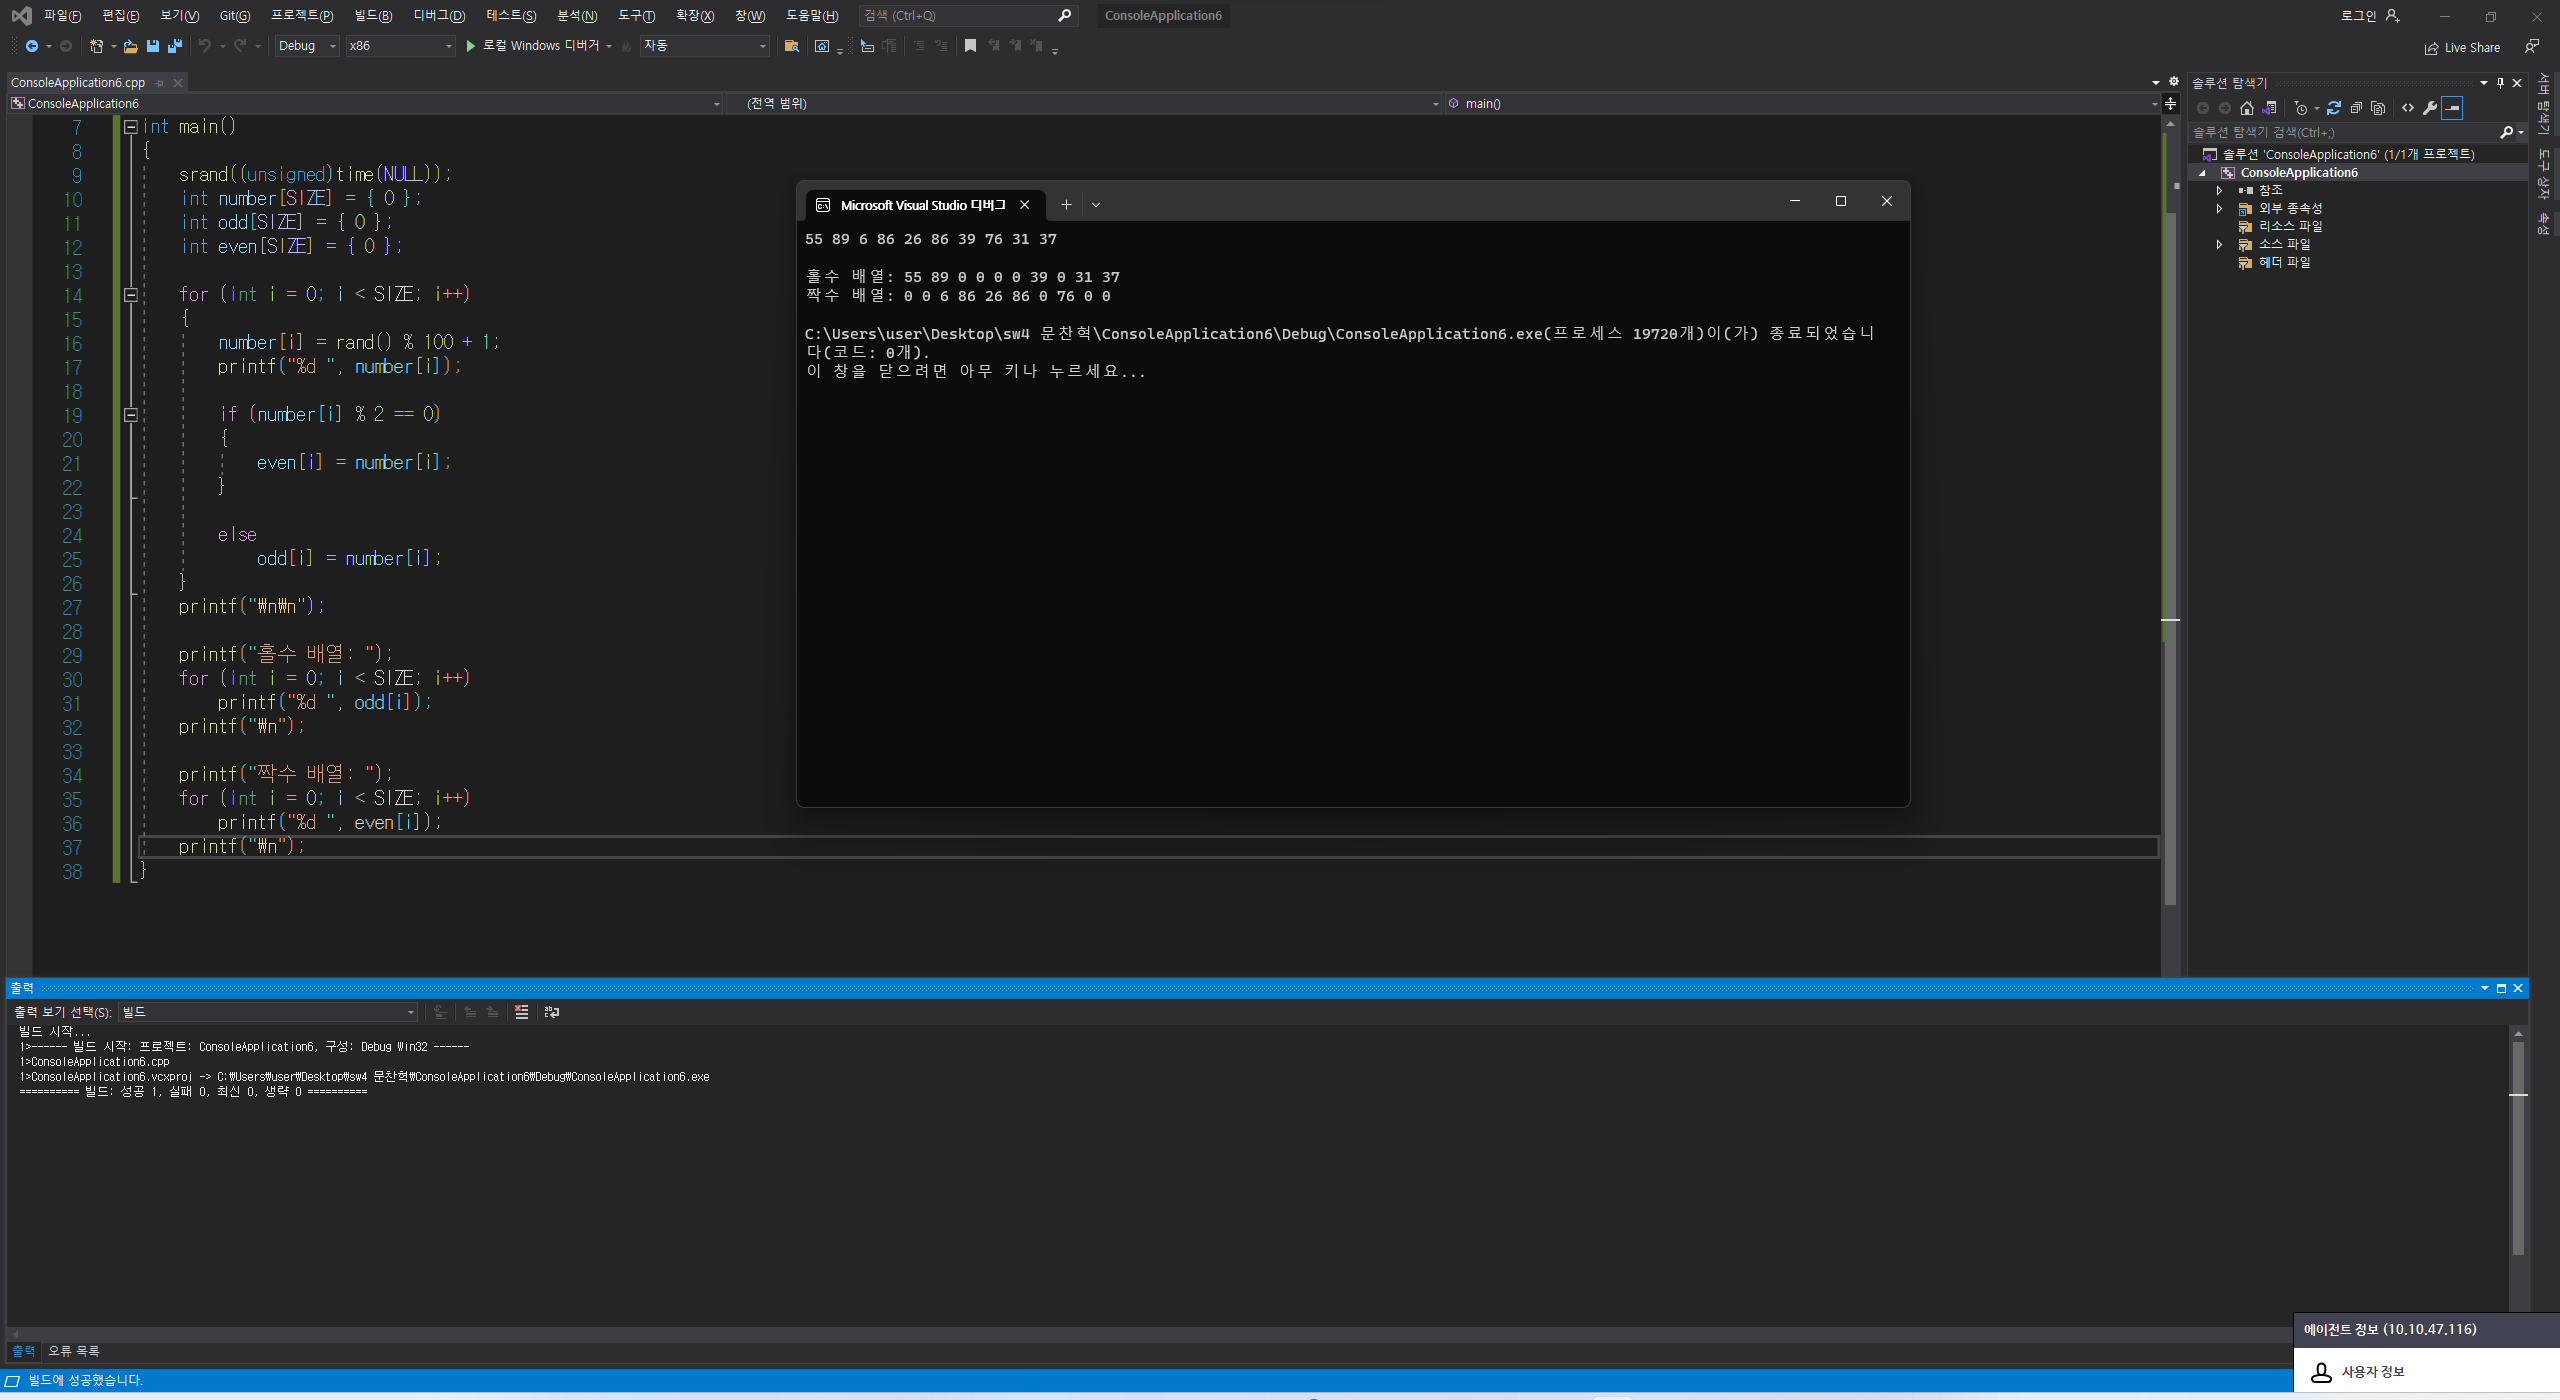 파일(F) 편집(E) 보기(V) Git(G) 프로젝트(P) 빌드(B) 디버그(D) 테스트(S) 분석(N) 도구(T) 확장(X) 창(W) 도움말(H) 검색 (Ctrl+Q) ConsoleApplication6 로그인
Debug x86 로컬 Windows 디버거 자동 Live Share
ConsoleApplication6.cpp
ConsoleApplication6 (전역 범위) main()
7 int main()
8 {
9 srand((unsigned)time(NULL));
10 int number[SIZE] = { 0 };
11 int odd[SIZE] = { 0 };
12 int even[SIZE] = { 0 };
13
14 for (int i = 0; i < SIZE; i++)
15 {
16 number[i] = rand() % 100 + 1;
17 printf("%d ", number[i]);
18
19 if (number[i] % 2 == 0)
20 {
21 even[i] = number[i];
22 }
23
24 else
25 odd[i] = number[i];
26 }
27 printf("₩n₩n");
28
29 printf("홀수 배열: ");
30 for (int i = 0; i < SIZE; i++)
31 printf("%d ", odd[i]);
32 printf("₩n");
33
34 printf("짝수 배열: ");
35 for (int i = 0; i < SIZE; i++)
36 printf("%d ", even[i]);
37 printf("₩n");
38 }
Microsoft Visual Studio 디버그
55 89 6 86 26 86 39 76 31 37
홀수 배열: 55 89 0 0 0 0 39 0 31 37
짝수 배열: 0 0 6 86 26 86 0 76 0 0
C:\Users\user\Desktop\sw4 문찬혁\ConsoleApplication6\Debug\ConsoleApplication6.exe(프로세스 19720개)이(가) 종료되었습니
다(코드: 0개).
이 창을 닫으려면 아무 키나 누르세요...
솔루션 탐색기
솔루션 탐색기 검색(Ctrl+;)
솔루션 'ConsoleApplication6' (1/1개 프로젝트)
ConsoleApplication6
참조
외부 종속성
리소스 파일
소스 파일
헤더 파일
서버 탐색기
도구 상자
속성
출력
출력 보기 선택(S): 빌드
빌드 시작...
1>------ 빌드 시작: 프로젝트: ConsoleApplication6, 구성: Debug Win32 ------
1>ConsoleApplication6.cpp
1>ConsoleApplication6.vcxproj -> C:₩Users₩user₩Desktop₩sw4 문찬혁₩ConsoleApplication6₩Debug₩ConsoleApplication6.exe
========== 빌드: 성공 1, 실패 0, 최신 0, 생략 0 ==========
출력 오류 목록
빌드에 성공했습니다.
에이전트 정보 (10.10.47.116)
사용자 정보